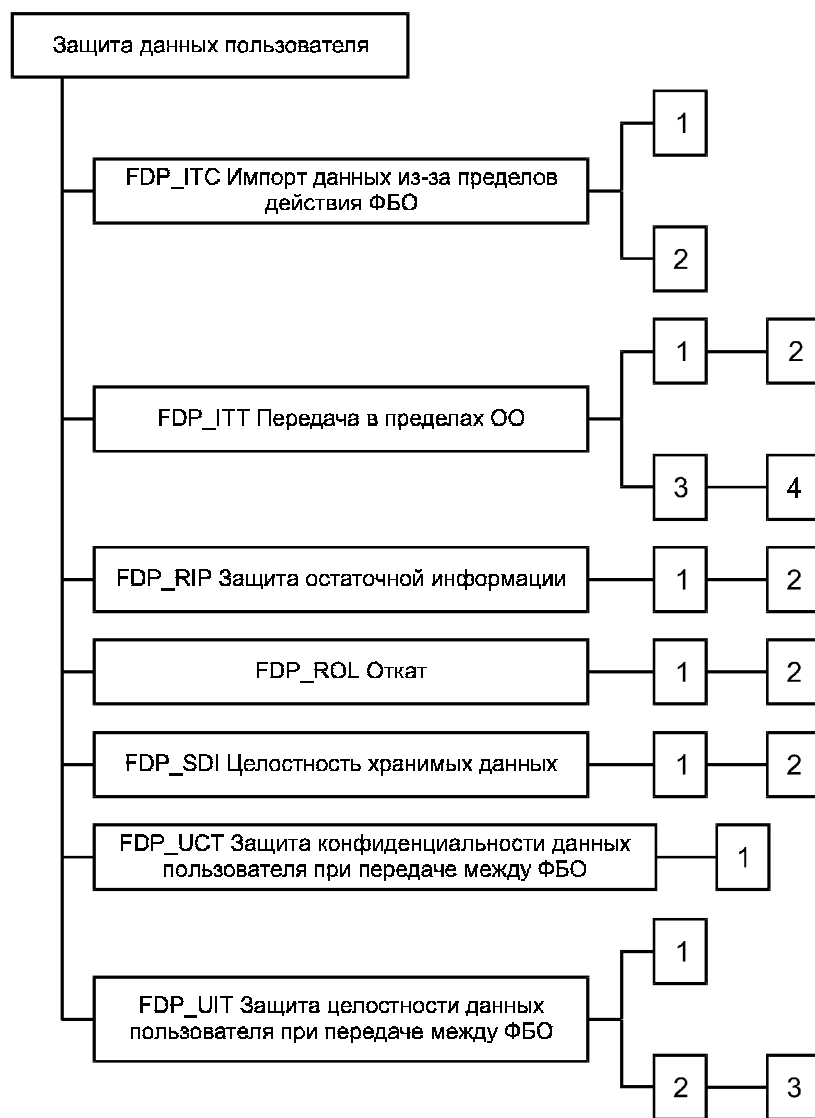 Защита данных пользователя
1
FDP_ITC Импорт данных из-за пределов
действия ФБО
2
1 2
FDP_ITT Передача в пределах ОО
3 4
FDP_RIP Защита остаточной информации 1 2
FDP_ROL Откат 1 2
FDP_SDI Целостность хранимых данных 1 2
FDP_UCT Защита конфиденциальности данных
пользователя при передаче между ФБО
1
1
FDP_UIT Защита целостности данных
пользователя при передаче между ФБО
2 3